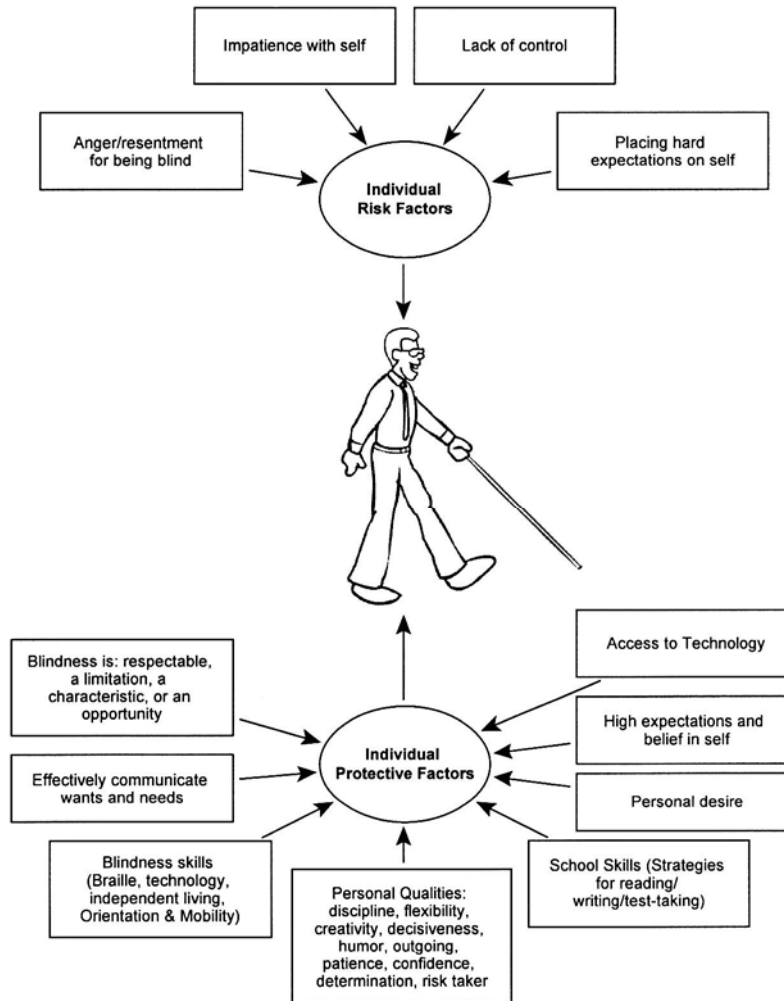 Impatience with self
Lack of control
Anger/resentment
for being blind
Placing hard
expectations on self
Individual
Risk Factors
Blindness is: respectable,
a limitation, a
characteristic, or an
opportunity
Access to Technology
High expectations and
belief in self
Individual
Protective Factors
Effectively communicate
wants and needs
Personal desire
Blindness skills
(Braille, technology,
independent living,
Orientation & Mobility)
Personal Qualities:
discipline, flexibility,
creativity, decisiveness,
humor, outgoing,
patience, confidence,
determination, risk taker
School Skills (Strategies
for reading/
writing/test-taking)